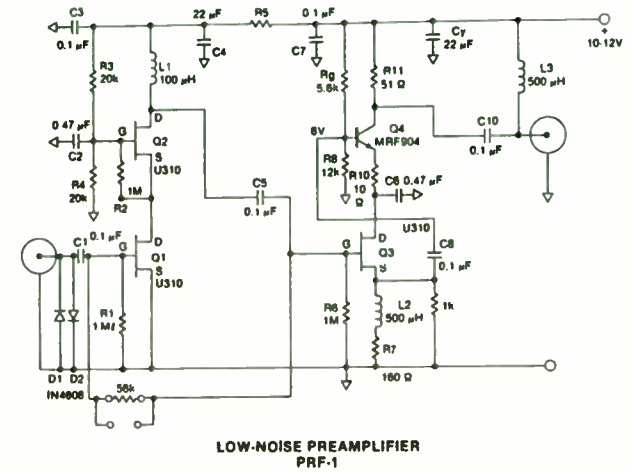 C3
0.1 µF
22 µF
C4
R5
0.1 µF
C7
Cy
22 µF
+
10-12V
R3
20k
L1
100 µH
Rg
5.6k
R11
51 Ω
L3
500 µH
0 47 µF
C2
G
D
Q2
S
U310
6V
Q4
MRF904
C10
0.1 µF
R4
20k
1M
R2
C5
0.1 µF
R8
12k
R10
10
Ω
C6 0.47 µF
C1
0.1 µF
G
D
Q1
S
U310
U310
G
D
Q3
S
C8
0.1 µF
R1
1 M
R6
1M
L2
500 µH
1k
R7
160 Ω
D1 D2
IN4606
56k
LOW-NOISE PREAMPLIFIER
PRF-1